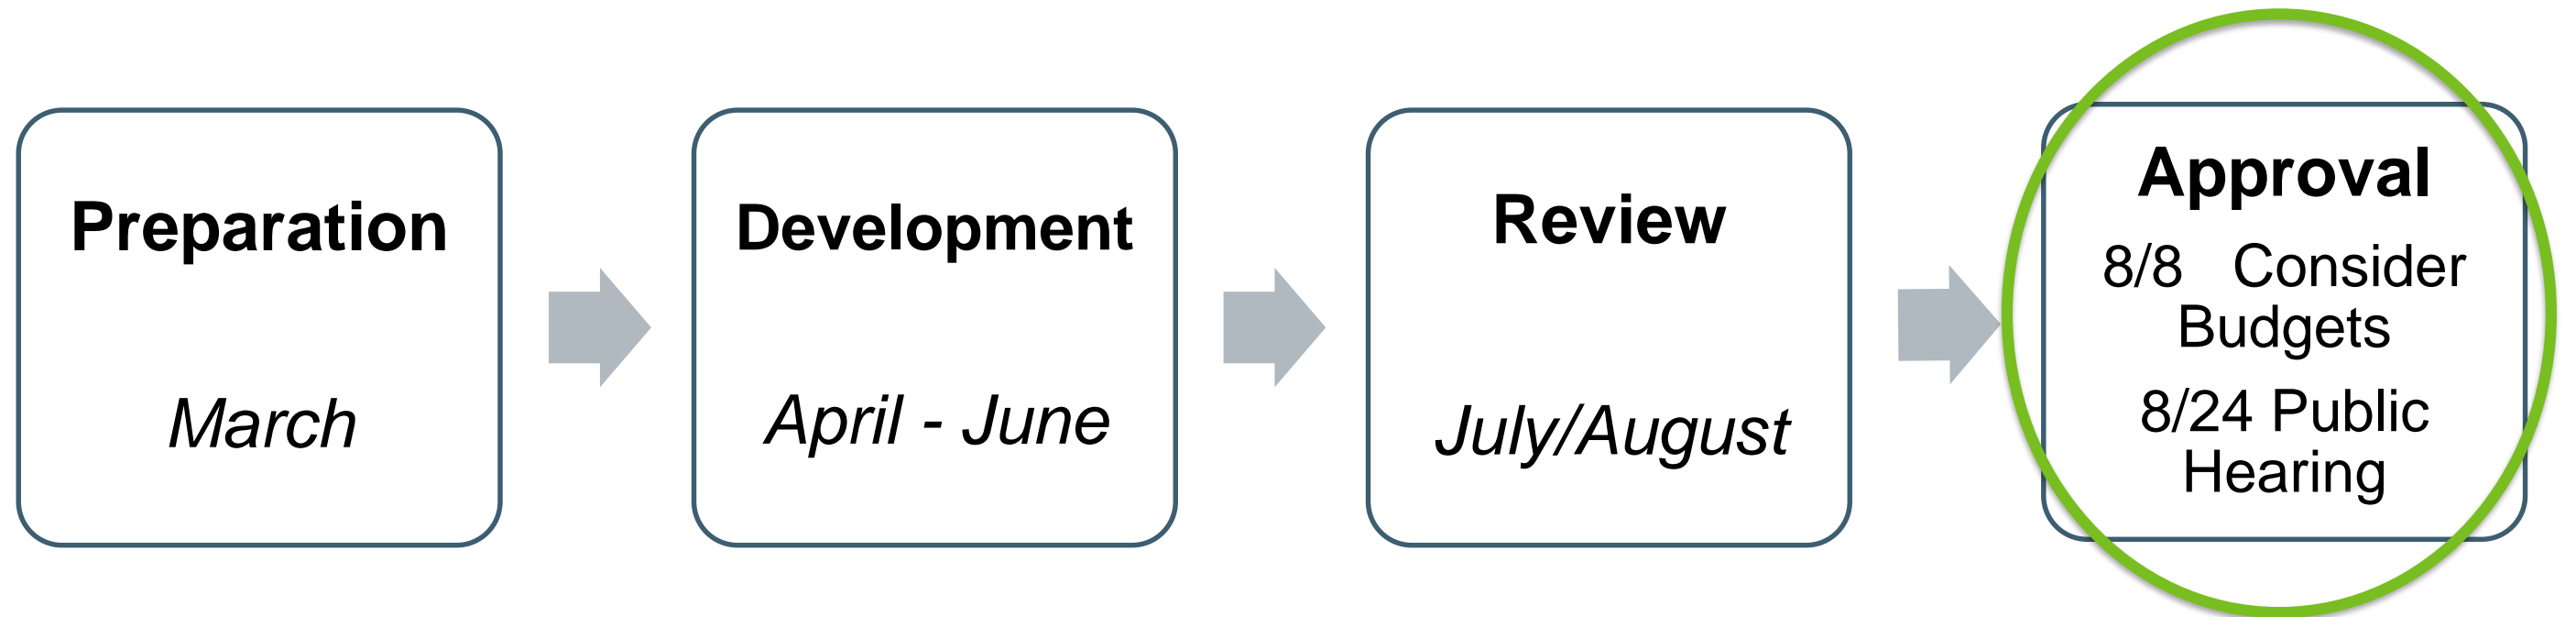 Preparation
March
Development
April - June
Review
July/August
Approval
8/8 Consider
Budgets
8/24 Public
Hearing